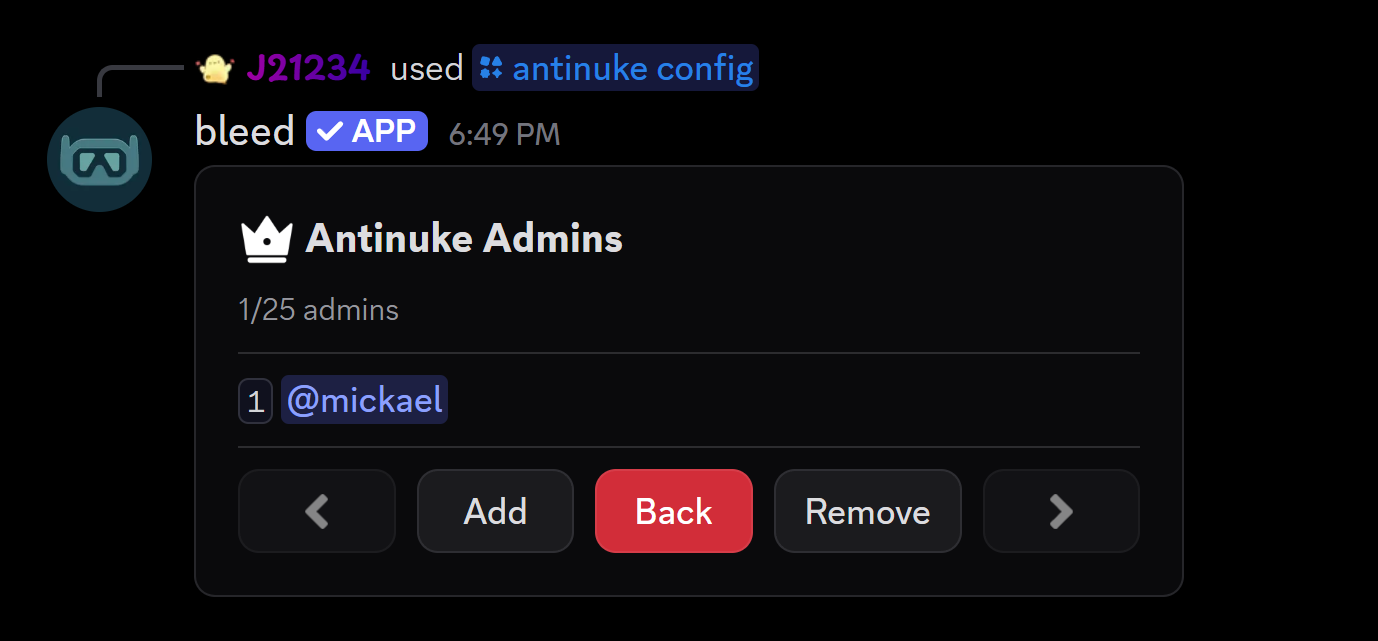 J21234 used antinuke config
bleed APP 6:49 PM
Antinuke Admins
1/25 admins
1 @mickael
Add Back Remove